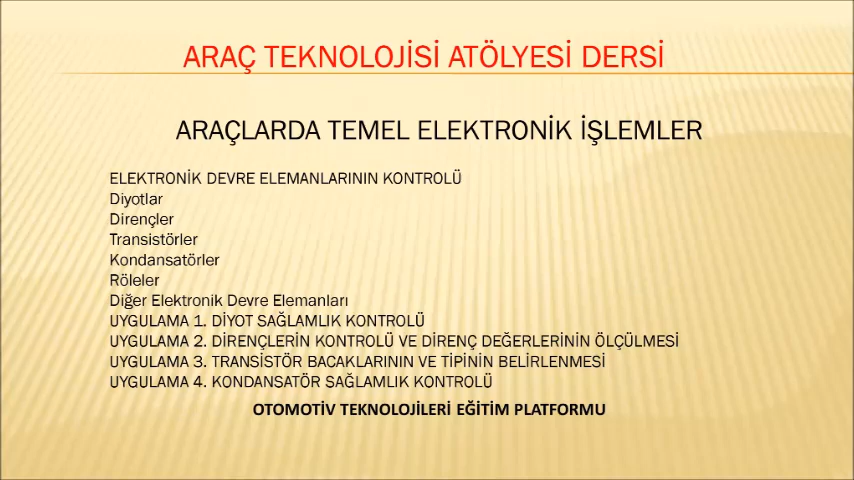 ARAÇ TEKNOLOJİSİ ATÖLYESİ DERSİ
ARAÇLARDA TEMEL ELEKTRONİK İŞLEMLER
ELEKTRONİK DEVRE ELEMANLARININ KONTROLÜ
Diyotlar
Dirençler
Transistörler
Kondansatörler
Röleler
Diğer Elektronik Devre Elemanları
UYGULAMA 1. DİYOT SAĞLAMLIK KONTROLÜ
UYGULAMA 2. DİRENÇLERİN KONTROLÜ VE DİRENÇ DEĞERLERİNİN ÖLÇÜLMESİ
UYGULAMA 3. TRANSİSTÖR BACAKLARININ VE TİPİNİN BELİRLENMESİ
UYGULAMA 4. KONDANSATÖR SAĞLAMLIK KONTROLÜ
OTOMOTİV TEKNOLOJİLERİ EĞİTİM PLATFORMU